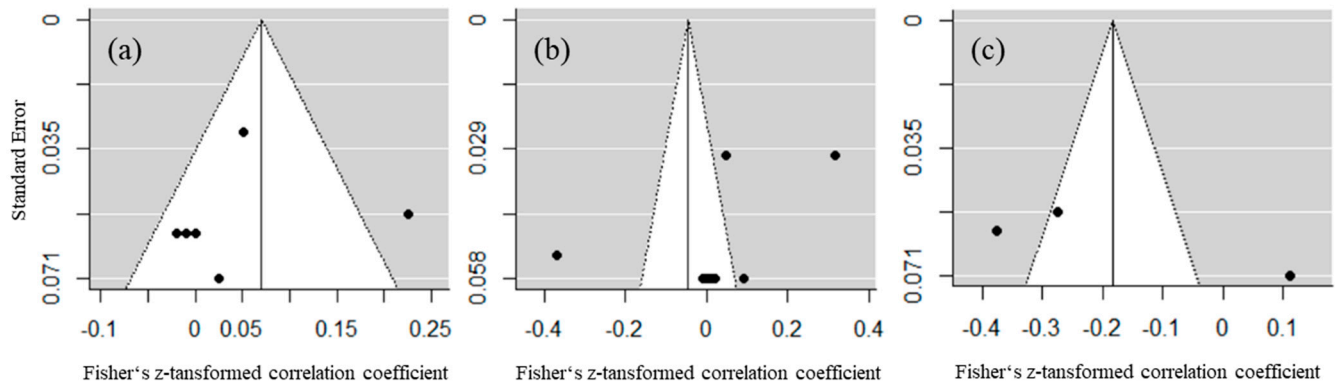 (a)
(b)
(c)
Standard Error
0
0.035
0.071
0
0.029
0.058
0
0.035
0.071
-0.1 0 0.05 0.15 0.25
-0.4 -0.2 0 0.2 0.4
-0.4 -0.3 -0.2 -0.1 0 0.1
Fisher‘s z-tansformed correlation coefficient
Fisher‘s z-tansformed correlation coefficient
Fisher‘s z-tansformed correlation coefficient